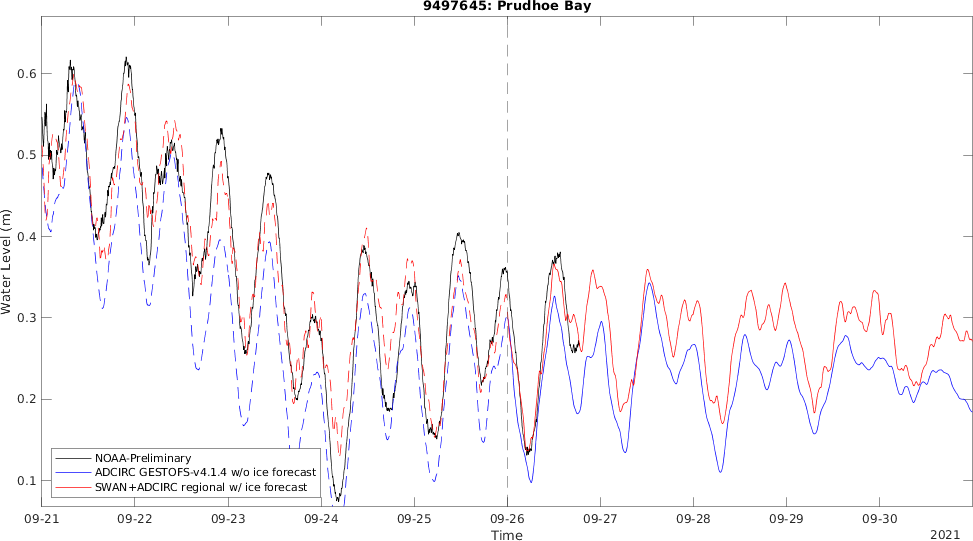 9497645: Prudhoe Bay
Water Level (m)
0.6
0.5
0.4
0.3
0.2
0.1
NOAA-Preliminary
ADCIRC GESTOFS-v4.1.4 w/o ice forecast
SWAN+ADCIRC regional w/ ice forecast
09-21 09-22 09-23 09-24 09-25 09-26 09-27 09-28 09-29 09-30
Time
2021